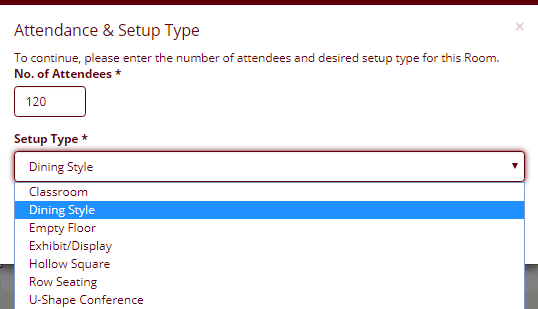 Attendance & Setup Type
×
To continue, please enter the number of attendees and desired setup type for this Room.
No. of Attendees *
120
Setup Type *
Dining Style
Classroom
Dining Style
Empty Floor
Exhibit/Display
Hollow Square
Row Seating
U-Shape Conference